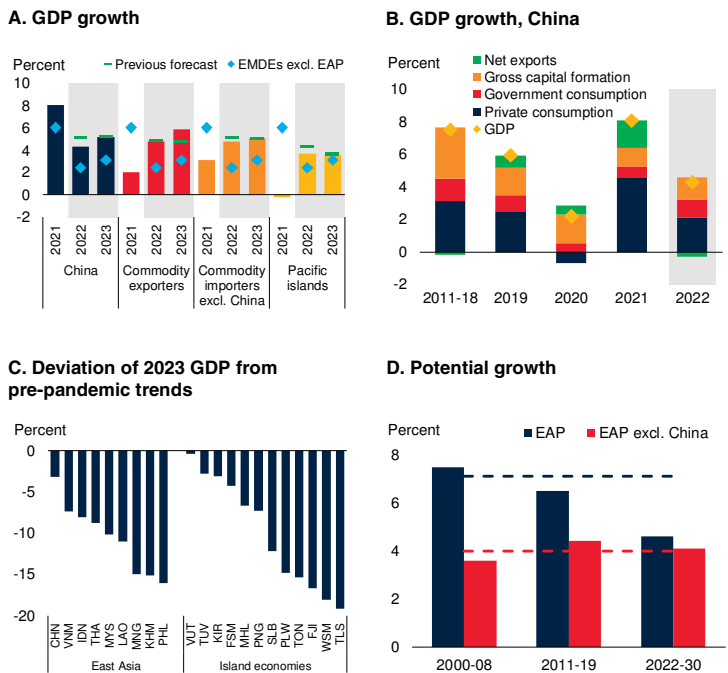 A. GDP growth
Percent
Previous forecast
EMDEs excl. EAP
10
8
6
4
2
0
-2
2021
2022
2023
2021
2022
2023
2021
2022
2023
2021
2022
2023
China
Commodity
exporters
Commodity
importers
excl. China
Pacific
islands
B. GDP growth, China
Percent
Net exports
Gross capital formation
Government consumption
Private consumption
GDP
10
8
6
4
2
0
-2
2011-18
2019
2020
2021
2022
C. Deviation of 2023 GDP from
pre-pandemic trends
Percent
0
-5
-10
-15
-20
CHN
VNM
IDN
THA
MYS
LAO
MNG
KHM
PHL
VUT
TUV
KIR
FSM
MHL
PNG
SLB
PLW
TON
FJI
WSM
TLS
East Asia
Island economies
D. Potential growth
Percent
EAP
EAP excl. China
8
6
4
2
0
2000-08
2011-19
2022-30